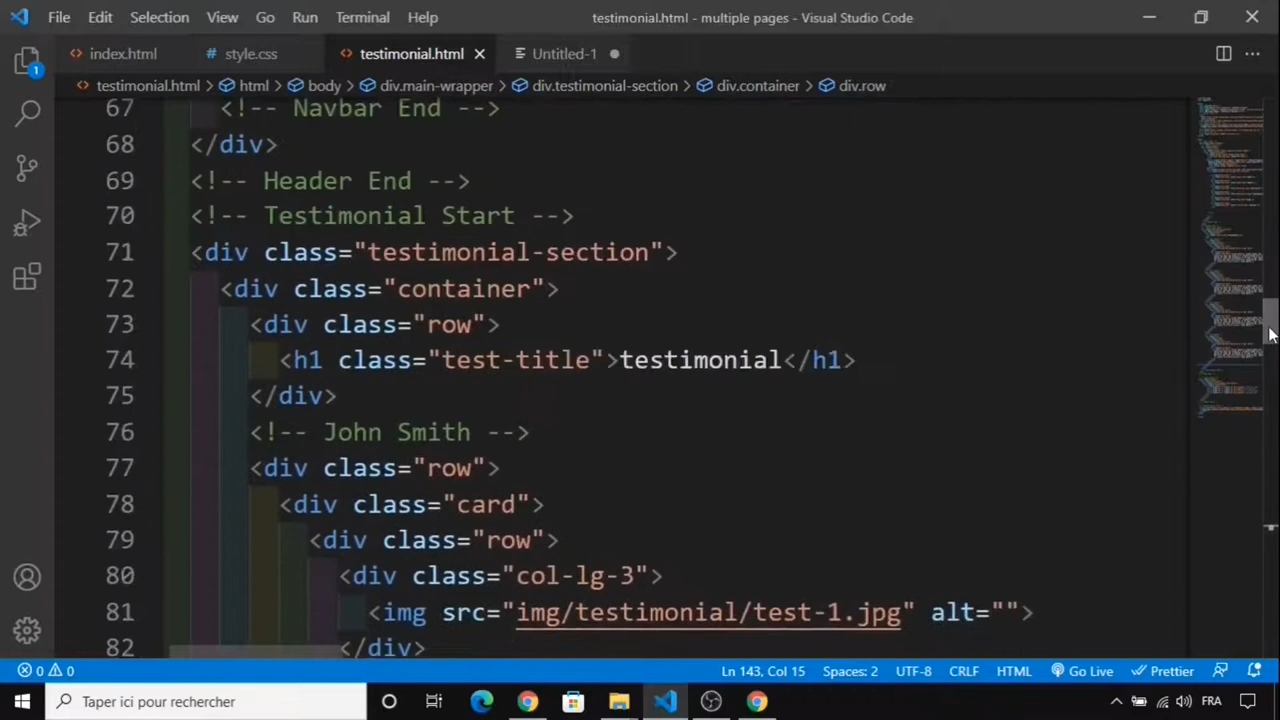 File Edit Selection View Go Run Terminal Help testimonial.html - multiple pages - Visual Studio Code
index.html # style.css testimonial.html Untitled-1
testimonial.html > html > body > div.main-wrapper > div.testimonial-section > div.container > div.row
67 <!-- Navbar End -->
68 </div>
69 <!-- Header End -->
70 <!-- Testimonial Start -->
71 <div class="testimonial-section">
72 <div class="container">
73 <div class="row">
74 <h1 class="test-title">testimonial</h1>
75 </div>
76 <!-- John Smith -->
77 <div class="row">
78 <div class="card">
79 <div class="row">
80 <div class="col-lg-3">
81 <img src="img/testimonial/test-1.jpg" alt="">
82 </div>
1
0 0 Ln 143, Col 15 Spaces: 2 UTF-8 CRLF HTML Go Live Prettier
Taper ici pour rechercher FR